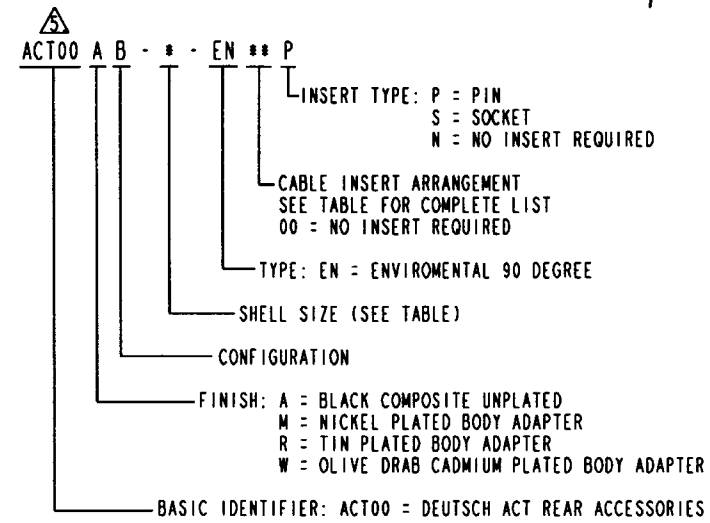 5
ACT00 A B - * - EN ** P
INSERT TYPE: P = PIN
S = SOCKET
N = NO INSERT REQUIRED
CABLE INSERT ARRANGEMENT
SEE TABLE FOR COMPLETE LIST
00 = NO INSERT REQUIRED
TYPE: EN = ENVIROMENTAL 90 DEGREE
SHELL SIZE (SEE TABLE)
CONFIGURATION
FINISH: A = BLACK COMPOSITE UNPLATED
M = NICKEL PLATED BODY ADAPTER
R = TIN PLATED BODY ADAPTER
W = OLIVE DRAB CADMIUM PLATED BODY ADAPTER
BASIC IDENTIFIER: ACT00 = DEUTSCH ACT REAR ACCESSORIES